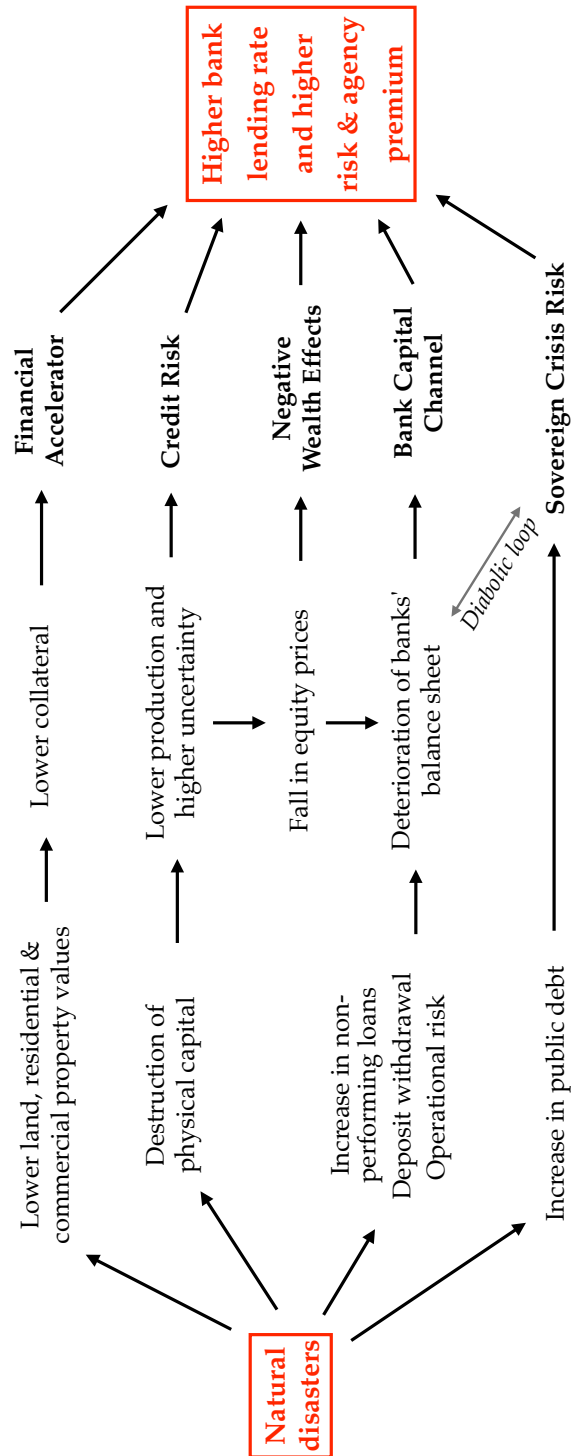 Natural
disasters
Lower land, residential &
commercial property values
Lower collateral
Financial
Accelerator
Destruction of
physical capital
Lower production and
higher uncertainty
Credit Risk
Fall in equity prices
Negative
Wealth Effects
Increase in non-
performing loans
Deposit withdrawal
Operational risk
Deterioration of banks'
balance sheet
Bank Capital
Channel
Diabolic loop
Increase in public debt
Sovereign Crisis Risk
Higher bank
lending rate
and higher
risk & agency
premium